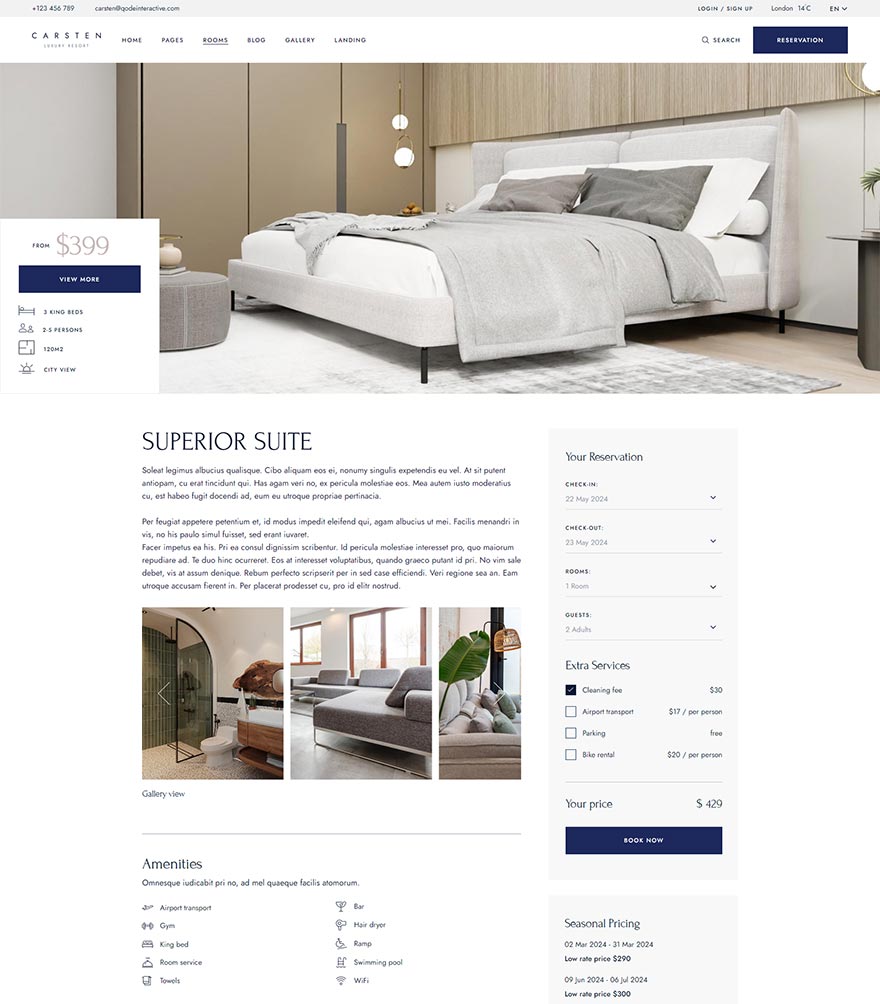 +123 456 789
carsten@qodeinteractive.com
LOGIN / SIGN UP
London 14°C
EN
CARSTEN
LUXURY RESORT
HOME
PAGES
ROOMS
BLOG
GALLERY
LANDING
SEARCH
RESERVATION
FROM $399
VIEW MORE
3 KING BEDS
2-5 PERSONS
120M2
CITY VIEW
SUPERIOR SUITE
Soleat legimus albucius qualisque. Cibo aliquam eos ei, nonumy singulis expetendis eu vel. At sit putent
antiopam, cu erat tincidunt qui. Has agam veri no, ex pericula molestiae eos. Mea autem iusto moderatius
cu, est habeo fugit docendi ad, eum eu utroque propriae pertinacia.
Per feugiat appetere petentium et, id modus impedit eleifend qui, agam albucius ut mei. Facilis menandri in
vis, no his paulo simul fuisset, sed erant iuvaret.
Facer impetus ea his. Pri ea consul dignissim scribentur. Id pericula molestiae interesset pro, quo maiorum
repudiare ad. Te duo hinc ocurreret. Eos at interesset voluptatibus, quando graeco putant id pri. No vim sale
debet, vis at assum denique. Rebum perfecto scripserit per in sed case efficiendi. Veri regione sea an. Eam
utroque accusam fierent in. Per placerat prodesset cu, pro id elitr nostrud.
Gallery view
Amenities
Omnesque iudicabit pri no, ad mel quaeque facilis atomorum.
Airport transport
Gym
King bed
Room service
Towels
Bar
Hair dryer
Ramp
Swimming pool
WiFi
Your Reservation
CHECK-IN:
22 May 2024
CHECK-OUT:
23 May 2024
ROOMS:
1 Room
GUESTS:
2 Adults
Extra Services
Cleaning fee $30
Airport transport $17 / per person
Parking free
Bike rental $20 / per person
Your price $ 429
BOOK NOW
Seasonal Pricing
02 Mar 2024 - 31 Mar 2024
Low rate price $290
09 Jun 2024 - 06 Jul 2024
Low rate price $300